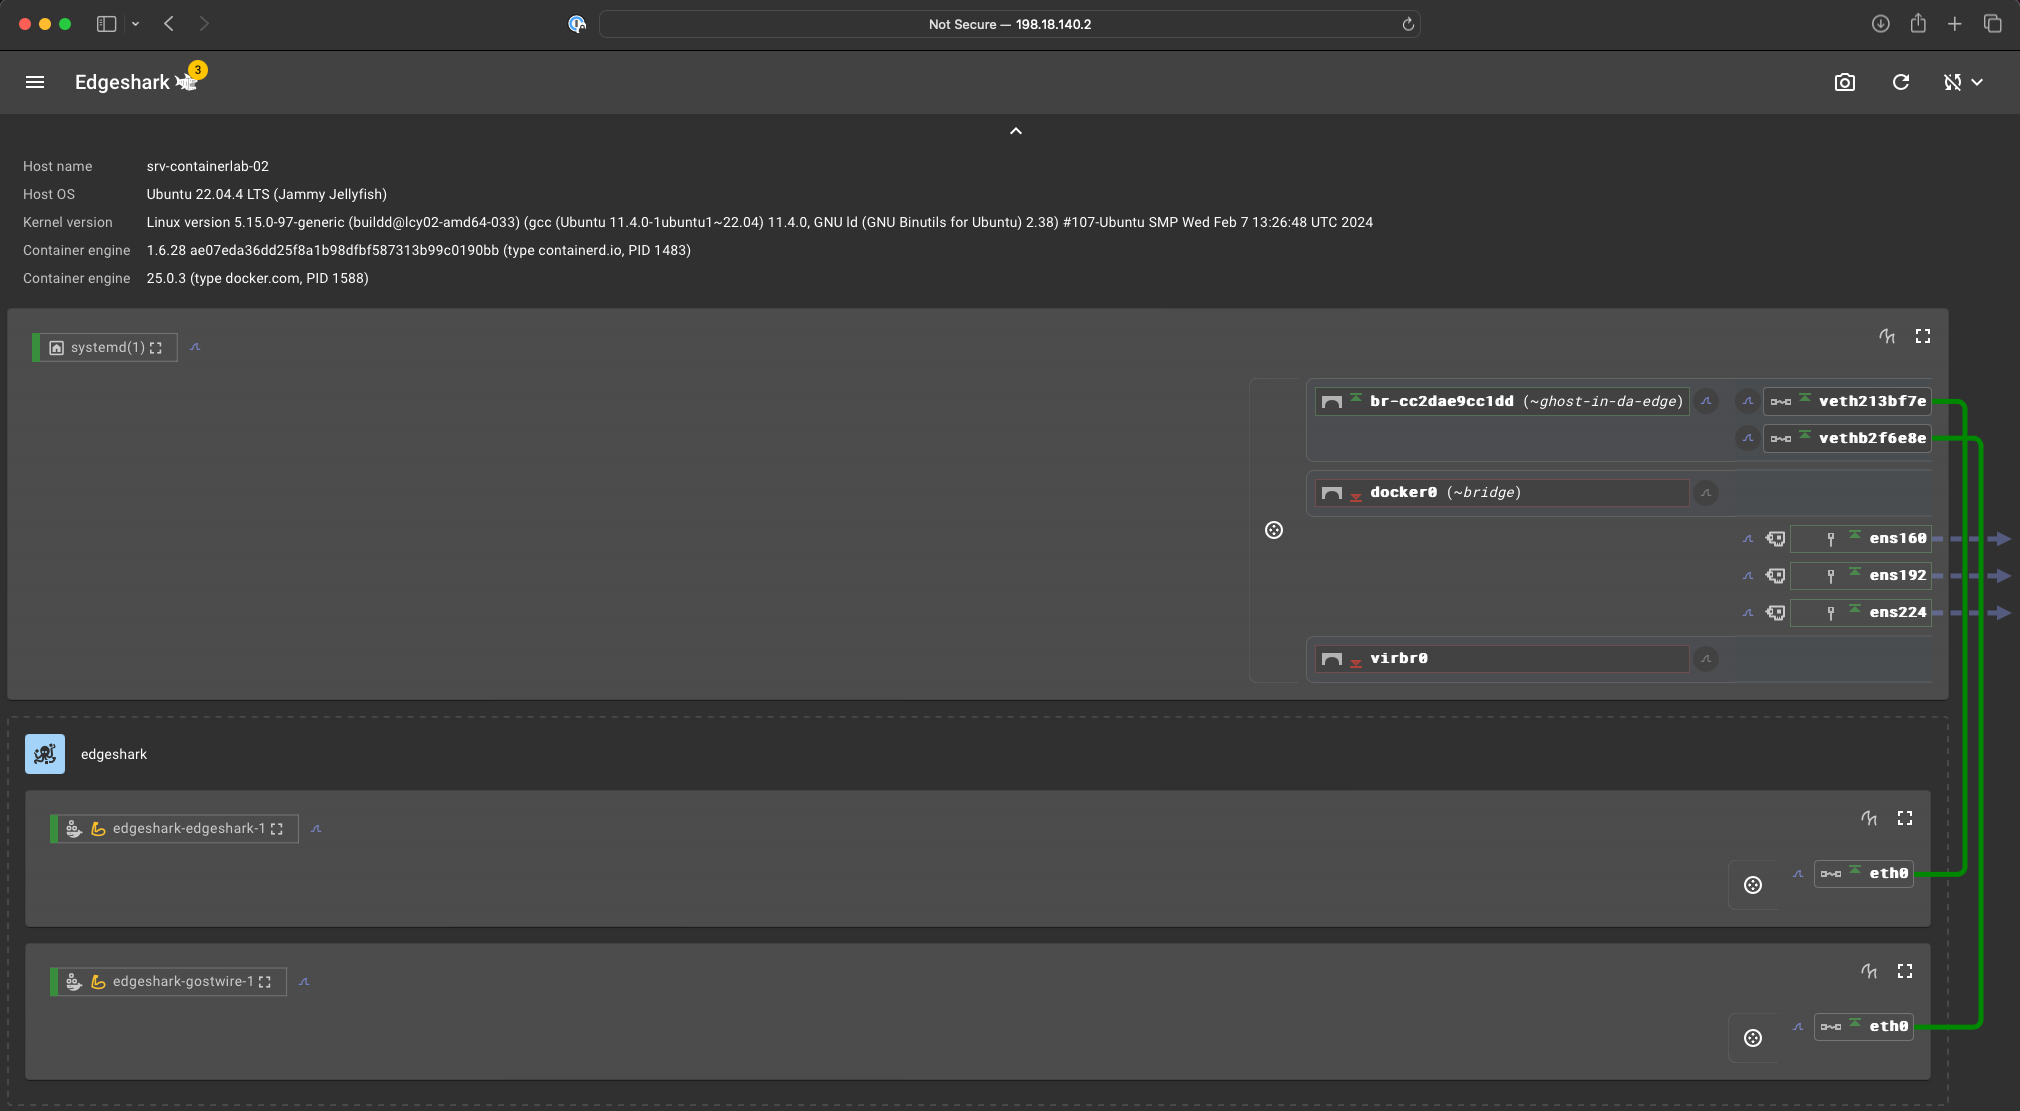 Not Secure — 198.18.140.2
Edgeshark 3
Host name srv-containerlab-02
Host OS Ubuntu 22.04.4 LTS (Jammy Jellyfish)
Kernel version Linux version 5.15.0-97-generic (buildd@lcy02-amd64-033) (gcc (Ubuntu 11.4.0-1ubuntu1~22.04) 11.4.0, GNU ld (GNU Binutils for Ubuntu) 2.38) #107-Ubuntu SMP Wed Feb 7 13:26:48 UTC 2024
Container engine 1.6.28 ae07eda36dd25f8a1b98dfbf587313b99c0190bb (type containerd.io, PID 1483)
Container engine 25.0.3 (type docker.com, PID 1588)
systemd(1)
br-cc2dae9cc1dd (~ghost-in-da-edge) veth213bf7e
vethb2f6e8e
docker0 (~bridge)
ens160
ens192
ens224
virbr0
edgeshark
edgeshark-edgeshark-1
eth0
edgeshark-gostwire-1
eth0